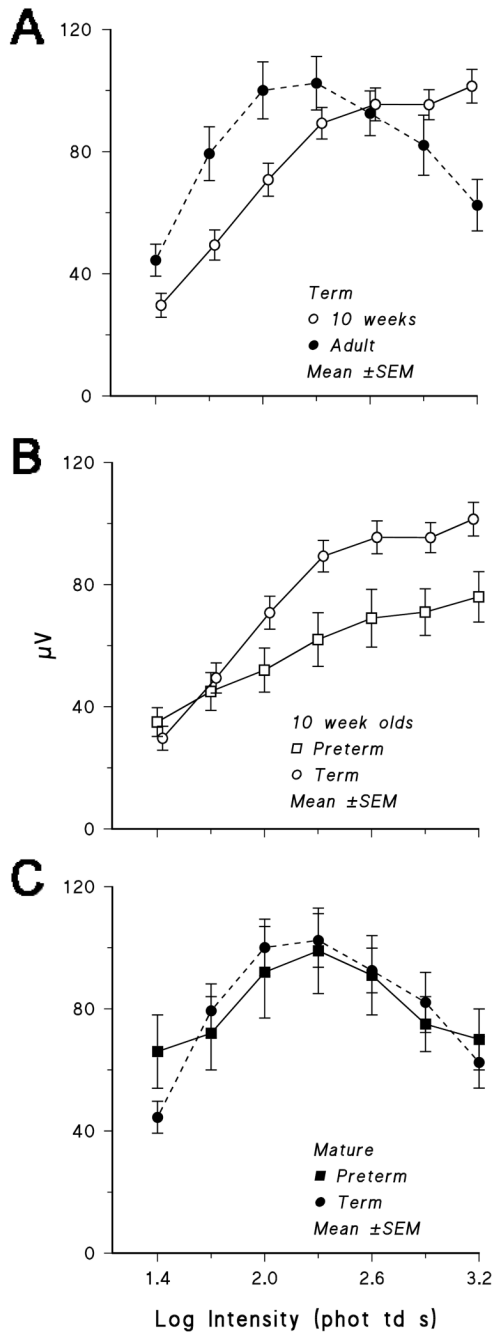 A
120
80
40
0
Term
10 weeks
Adult
Mean ±SEM
B
120
80
40
0
µV
10 week olds
Preterm
Term
Mean ±SEM
C
120
80
40
0
Mature
Preterm
Term
Mean ±SEM
1.4 2.0 2.6 3.2
Log Intensity (phot td s)